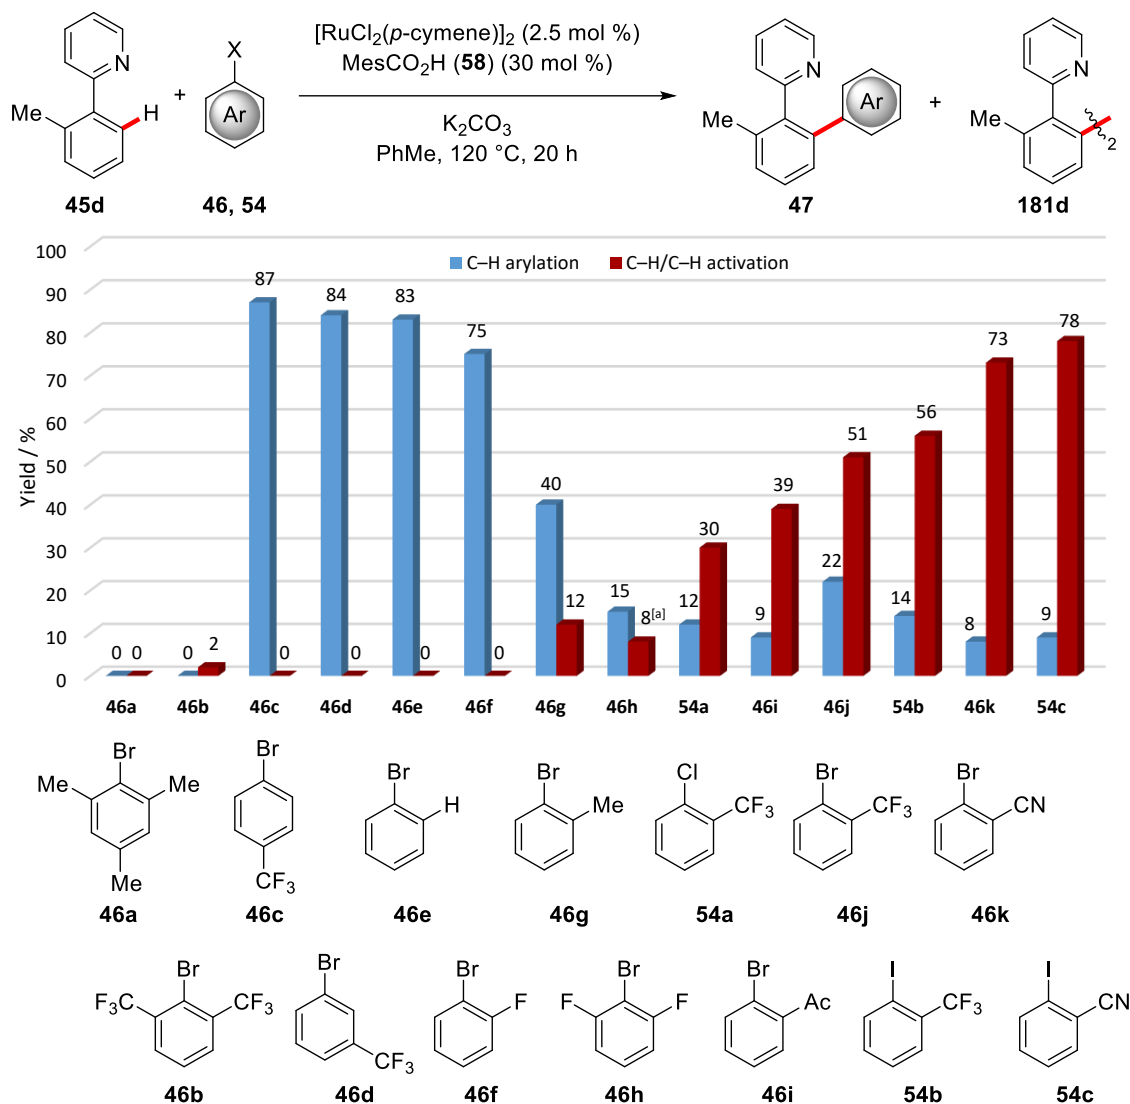 [RuCl2(p-cymene)]2 (2.5 mol %)
MesCO2H (58) (30 mol %)
K2CO3
PhMe, 120 °C, 20 h
N
Me
H
45d
+
X
Ar
46, 54
N
Me
Ar
47
+
N
Me
2
181d
C–H arylation C–H/C–H activation
Yield / %
100
90
80
70
60
50
40
30
20
10
0
0 0
0 2
87 0
84 0
83 0
75 0
40 12
15 8[a]
12 30
9 39
22 51
14 56
8 73
9 78
46a 46b 46c 46d 46e 46f 46g 46h 54a 46i 46j 54b 46k 54c
Br
Me Me
Me
46a
Br
CF3
46c
Br
H
46e
Br
Me
46g
Cl
CF3
54a
Br
CF3
46j
Br
CN
46k
Br
F3C CF3
46b
Br
CF3
46d
Br
F
46f
Br
F F
46h
Br
Ac
46i
I
CF3
54b
I
CN
54c